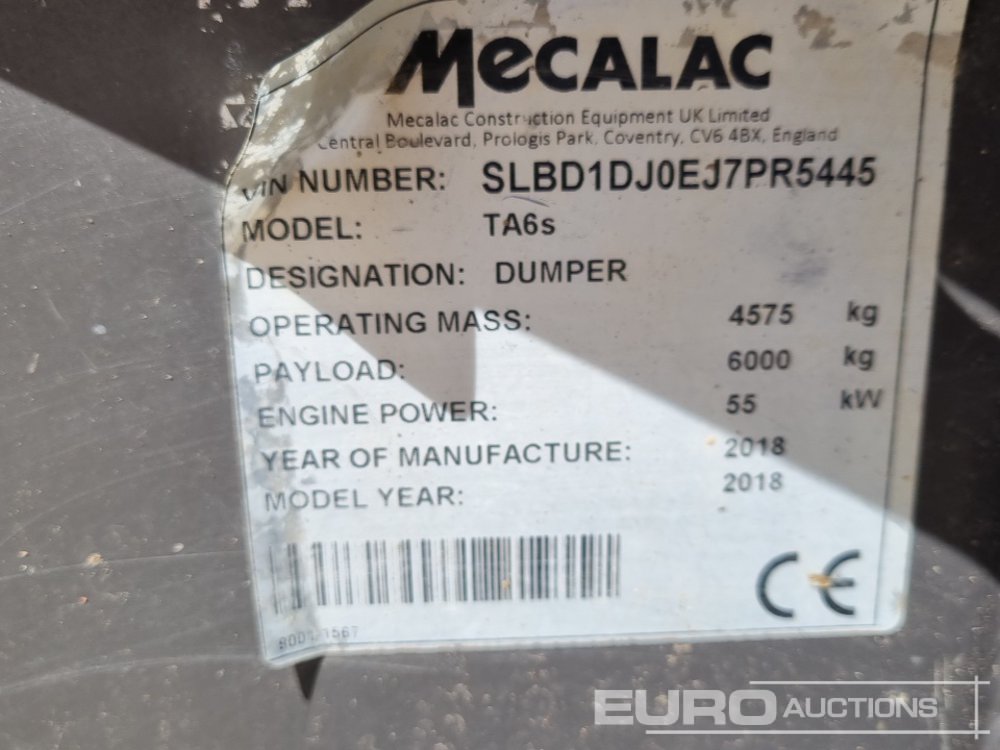 MECALAC
Mecalac Construction Equipment UK Limited
Central Boulevard, Prologis Park, Coventry, CV6 4BX, England
VIN NUMBER: SLBD1DJ0EJ7PR5445
MODEL: TA6s
DESIGNATION: DUMPER
OPERATING MASS: 4575 kg
PAYLOAD: 6000 kg
ENGINE POWER: 55 kW
YEAR OF MANUFACTURE: 2018
MODEL YEAR: 2018
CE
EURO AUCTIONS